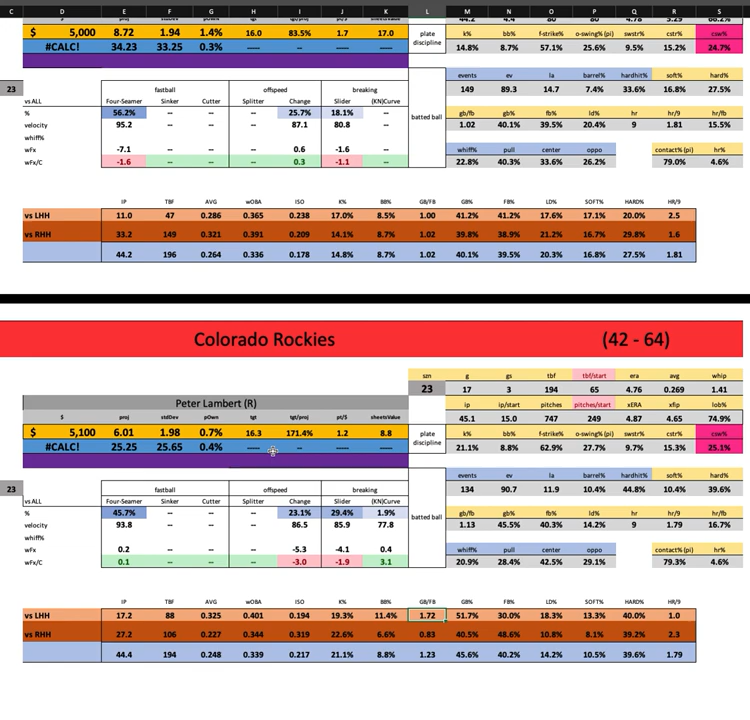 C D E F G H I J K L M N O P Q R S
proj stdDev pOwn tgt tgt/proj pt/$ sheetsValue 44.2 4.4 80 80 4.78 5.29 66.2%
$ 5,000 8.72 1.94 1.4% 16.0 83.5% 1.7 17.0 plate discipline k% bb% f-strike% o-swing% (pi) swstr% cstr% csw%
#CALC! 34.23 33.25 0.3% ---- -- ---- ---- 14.8% 8.7% 57.1% 25.6% 9.5% 15.2% 24.7%
events ev la barrel% hardhit% soft% hard%
23 fastball offspeed breaking 149 89.3 14.7 7.4% 33.6% 16.8% 27.5%
vs ALL Four-Seamer Sinker Cutter Splitter Change Slider (KN)Curve batted ball
% 56.2% -- -- -- 25.7% 18.1% -- gb/fb gb% fb% ld% hr hr/9 hr/fb
velocity 95.2 -- -- -- 87.1 80.8 -- 1.02 40.1% 39.5% 20.4% 9 1.81 15.5%
whiff%
wFx -7.1 -- -- -- 0.6 -1.6 -- whiff% pull center oppo contact% (pi) hr%
wFx/C -1.6 -- -- -- 0.3 -1.1 -- 22.8% 40.3% 33.6% 26.2% 79.0% 4.6%
IP TBF AVG wOBA ISO K% BB% GB/FB GB% FB% LD% SOFT% HARD% HR/9
vs LHH 11.0 47 0.286 0.365 0.238 17.0% 8.5% 1.00 41.2% 41.2% 17.6% 17.1% 20.0% 2.5
vs RHH 33.2 149 0.321 0.391 0.209 14.1% 8.7% 1.02 39.8% 38.9% 21.2% 16.7% 29.8% 1.6
44.2 196 0.264 0.336 0.178 14.8% 8.7% 1.02 40.1% 39.5% 20.3% 16.8% 27.5% 1.81
Colorado Rockies (42 - 64)
szn g gs tbf tbf/start era avg whip
23 17 3 194 65 4.76 0.269 1.41
Peter Lambert (R) ip ip/start pitches pitches/start xERA xfip lob%
$ proj stdDev pOwn tgt tgt/proj pt/$ sheetsValue 45.1 15.0 747 249 4.87 4.65 74.9%
$ 5,100 6.01 1.98 0.7% 16.3 171.4% 1.2 8.8 plate discipline k% bb% f-strike% o-swing% (pi) swstr% cstr% csw%
#CALC! 25.25 25.65 0.4% ---- -- ---- ---- 21.1% 8.8% 62.9% 27.7% 9.7% 15.3% 25.1%
events ev la barrel% hardhit% soft% hard%
23 fastball offspeed breaking 134 90.7 11.9 10.4% 44.8% 10.4% 39.6%
vs ALL Four-Seamer Sinker Cutter Splitter Change Slider (KN)Curve batted ball
% 45.7% -- -- -- 23.1% 29.4% 1.9% gb/fb gb% fb% ld% hr hr/9 hr/fb
velocity 93.8 -- -- -- 86.5 85.9 77.8 1.13 45.5% 40.3% 14.2% 9 1.79 16.7%
whiff%
wFx 0.2 -- -- -- -5.3 -4.1 0.4 whiff% pull center oppo contact% (pi) hr%
wFx/C 0.1 -- -- -- -3.0 -1.9 3.1 20.9% 28.4% 42.5% 29.1% 79.3% 4.6%
IP TBF AVG wOBA ISO K% BB% GB/FB GB% FB% LD% SOFT% HARD% HR/9
vs LHH 17.2 88 0.325 0.401 0.194 19.3% 11.4% 1.72 51.7% 30.0% 18.3% 13.3% 40.0% 1.0
vs RHH 27.2 106 0.227 0.344 0.319 22.6% 6.6% 0.83 40.5% 48.6% 10.8% 8.1% 39.2% 2.3
44.4 194 0.248 0.339 0.217 21.1% 8.8% 1.23 45.6% 40.2% 14.2% 10.5% 39.6% 1.79